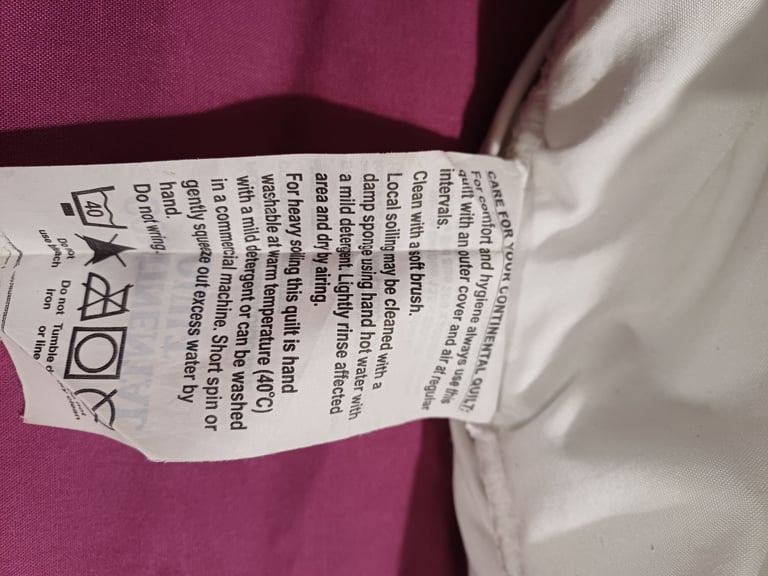 CARE FOR YOUR CONTINENTAL QUILT:
For comfort and hygiene always use this
quilt with an outer cover and air at regular
intervals.
Clean with a soft brush.
Local soiling may be cleaned with a
damp sponge using hand hot water with
a mild detergent. Lightly rinse affected
area and dry by airing.
For heavy soiling this quilt is hand
washable at warm temperature (40°C)
with a mild detergent or can be washed
in a commercial machine. Short spin or
gently squeeze out excess water by
hand.
Do not wring.
40
Do not
use bleach
Do not
Iron
Tumble
or line